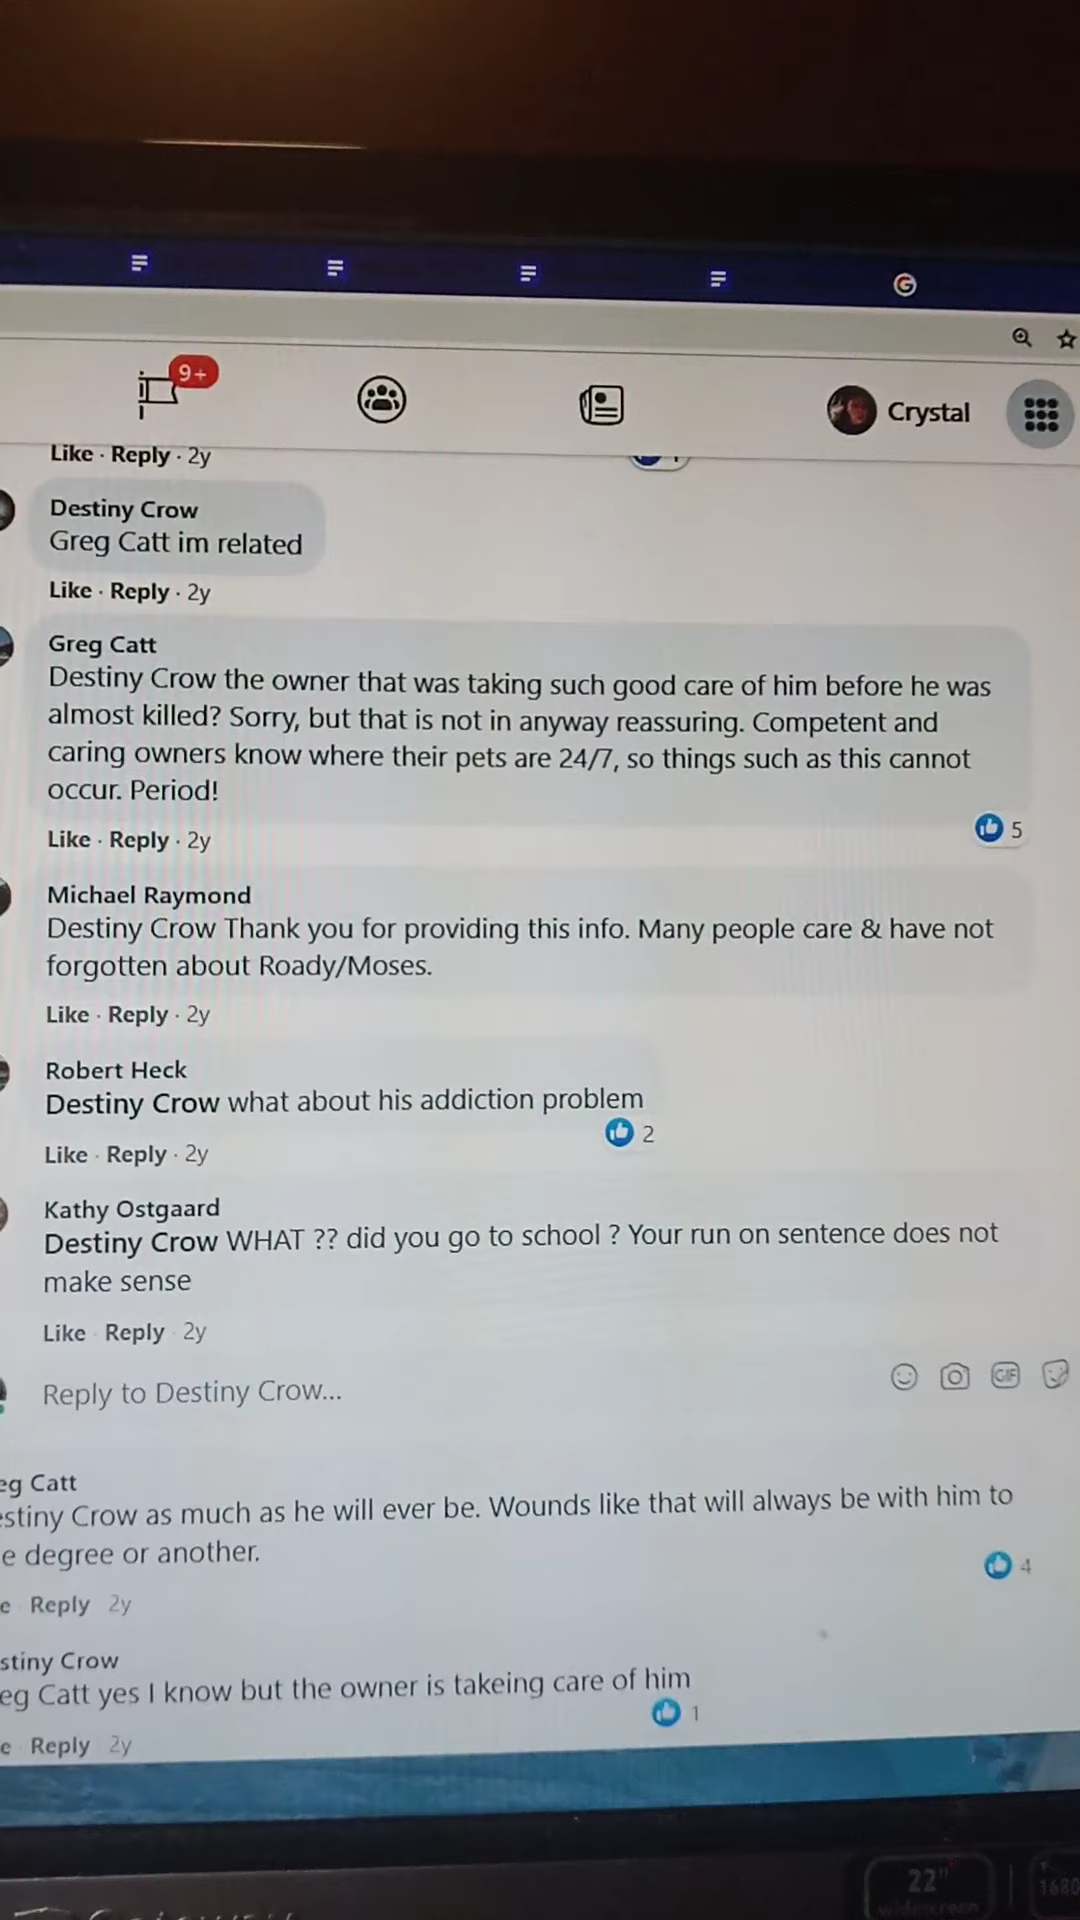 9+
Crystal
Like · Reply · 2y
Destiny Crow
Greg Catt im related
Like · Reply · 2y
Greg Catt
Destiny Crow the owner that was taking such good care of him before he was
almost killed? Sorry, but that is not in anyway reassuring. Competent and
caring owners know where their pets are 24/7, so things such as this cannot
occur. Period!
5
Like · Reply · 2y
Michael Raymond
Destiny Crow Thank you for providing this info. Many people care & have not
forgotten about Roady/Moses.
Like · Reply · 2y
Robert Heck
Destiny Crow what about his addiction problem
2
Like · Reply · 2y
Kathy Ostgaard
Destiny Crow WHAT ?? did you go to school ? Your run on sentence does not
make sense
Like · Reply · 2y
Reply to Destiny Crow...
GIF
eg Catt
estiny Crow as much as he will ever be. Wounds like that will always be with him to
e degree or another.
4
e · Reply 2y
stiny Crow
eg Catt yes I know but the owner is takeing care of him
1
e · Reply 2y
22"
widescreen
1680